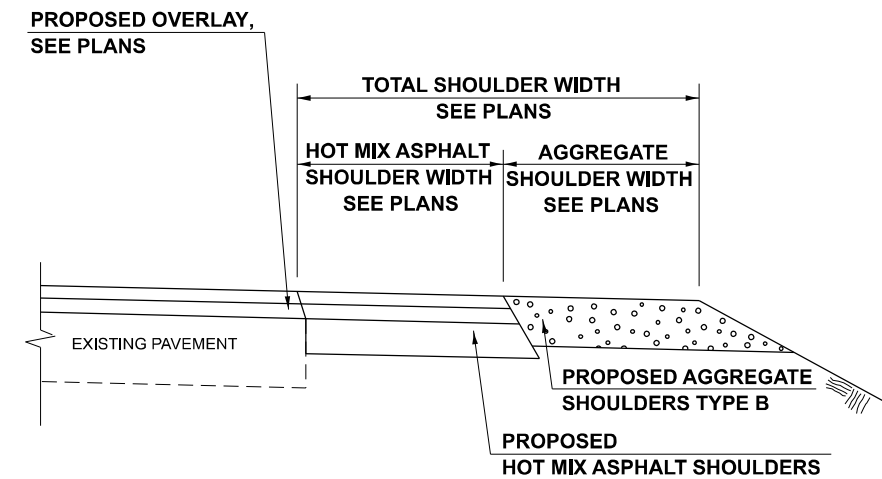 PROPOSED OVERLAY,
SEE PLANS
TOTAL SHOULDER WIDTH
SEE PLANS
HOT MIX ASPHALT
SHOULDER WIDTH
SEE PLANS
AGGREGATE
SHOULDER WIDTH
SEE PLANS
EXISTING PAVEMENT
PROPOSED AGGREGATE
SHOULDERS TYPE B
PROPOSED
HOT MIX ASPHALT SHOULDERS